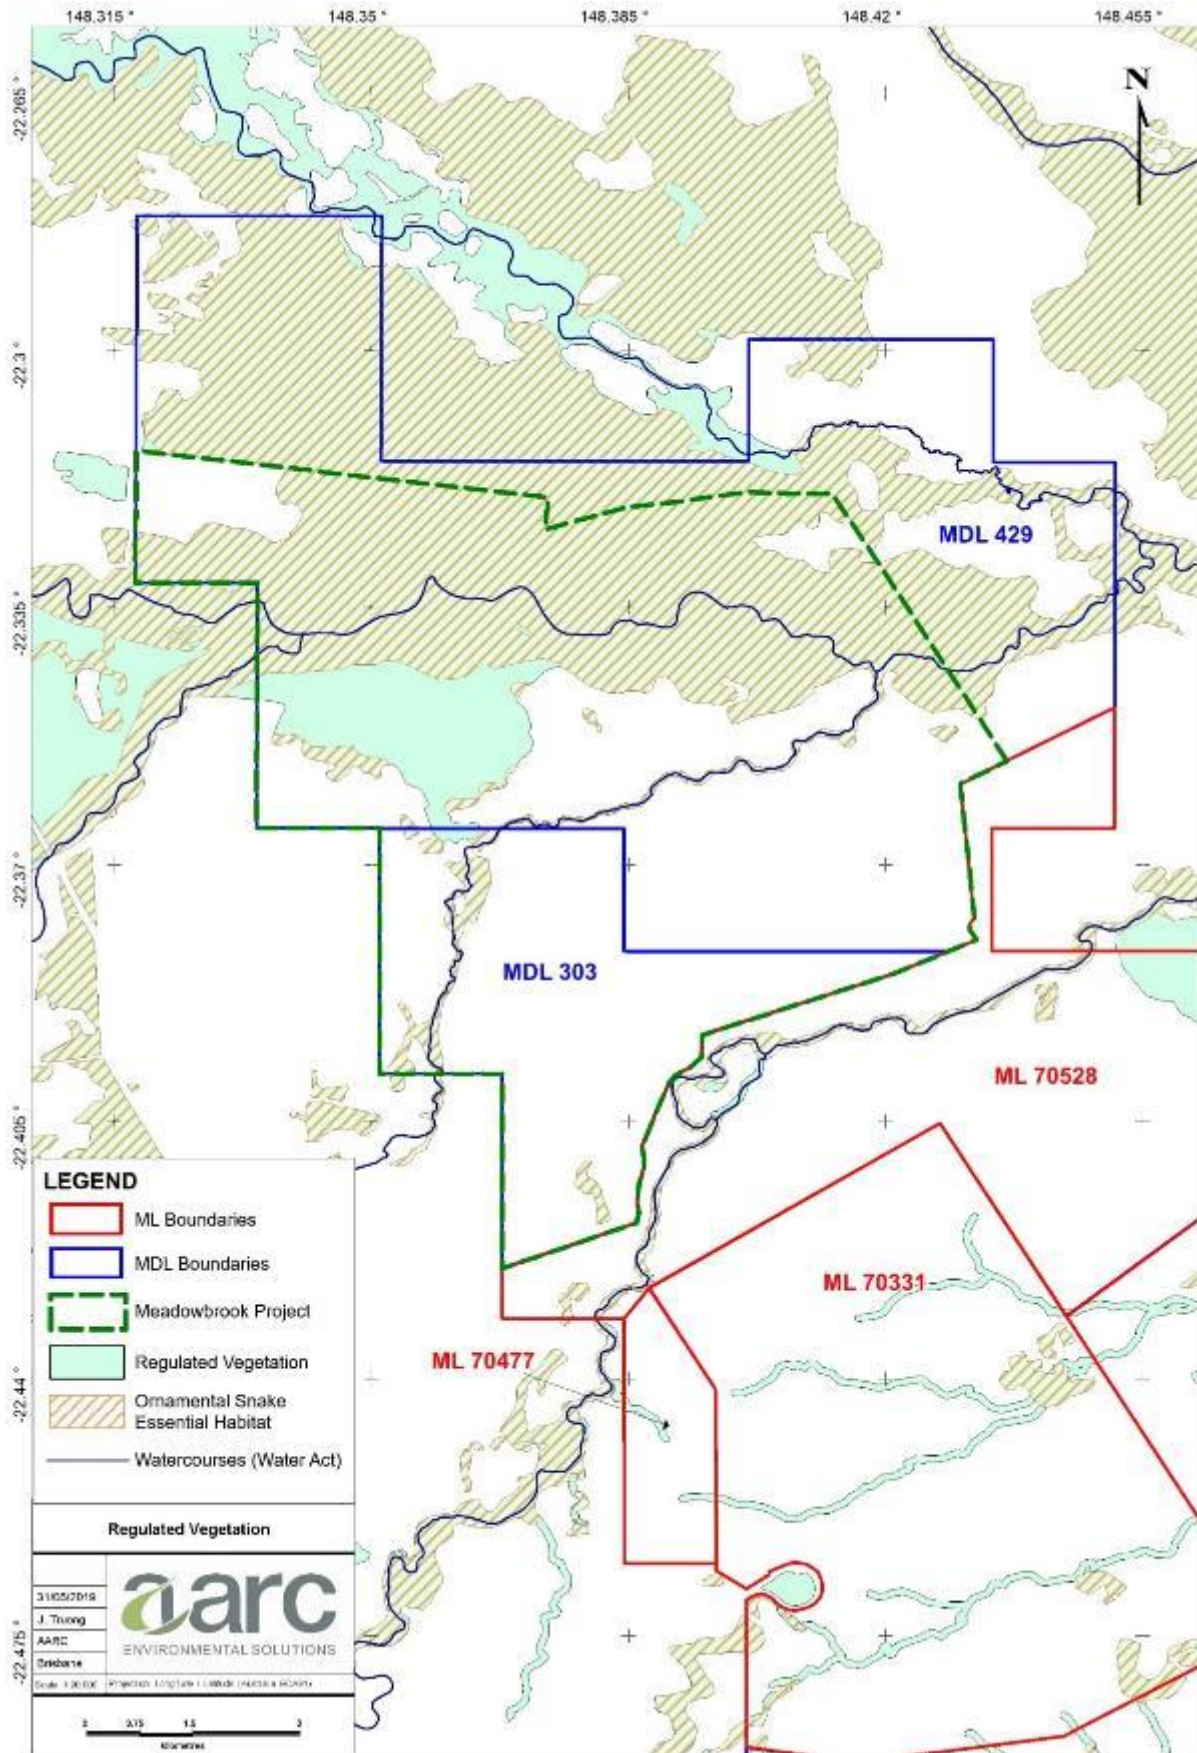 148.315 °
148.35 °
148.385 °
148.42 °
148.455 °
-22.265 °
N
-22.3 °
MDL 429
-22.335 °
-22.37 °
MDL 303
ML 70528
-22.405 °
LEGEND
ML Boundaries
MDL Boundaries
Meadowbrook Project
Regulated Vegetation
Ornamental Snake
Essential Habitat
Watercourses (Water Act)
ML 70331
ML 70477
-22.44 °
Regulated Vegetation
31/05/2019
J. Truong
AARC
Brisbane
aarc
ENVIRONMENTAL SOLUTIONS
-22.475 °
0 0.75 1.5 3
Kilometres